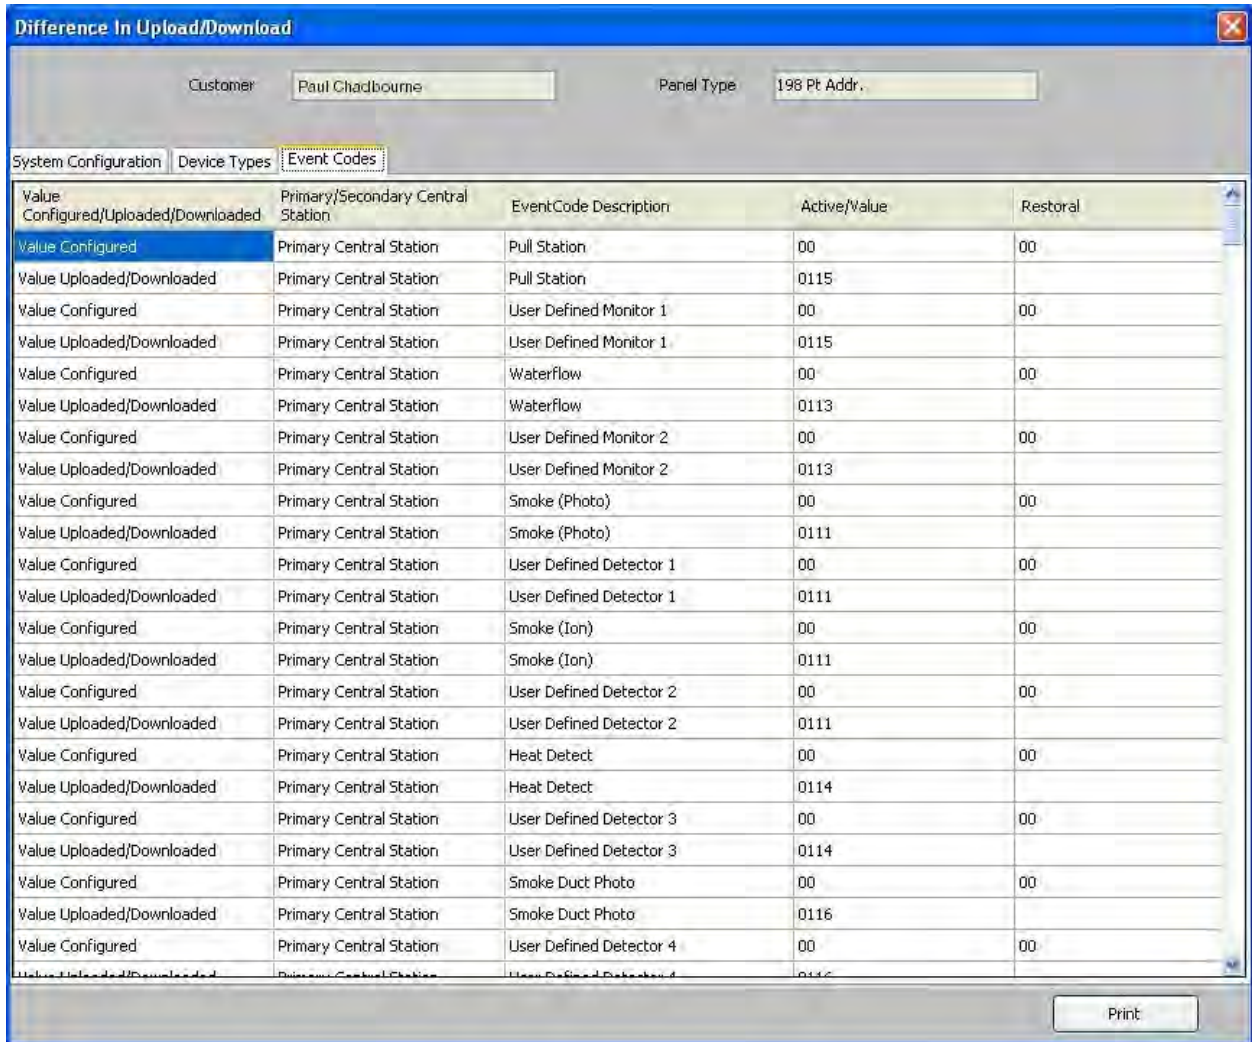 Difference In Upload/Download
Customer Paul Chadbourne Panel Type 198 Pt Addr.
System Configuration Device Types Event Codes
Value Configured/Uploaded/Downloaded Primary/Secondary Central Station EventCode Description Active/Value Restoral
Value Configured Primary Central Station Pull Station 00 00
Value Uploaded/Downloaded Primary Central Station Pull Station 0115
Value Configured Primary Central Station User Defined Monitor 1 00 00
Value Uploaded/Downloaded Primary Central Station User Defined Monitor 1 0115
Value Configured Primary Central Station Waterflow 00 00
Value Uploaded/Downloaded Primary Central Station Waterflow 0113
Value Configured Primary Central Station User Defined Monitor 2 00 00
Value Uploaded/Downloaded Primary Central Station User Defined Monitor 2 0113
Value Configured Primary Central Station Smoke (Photo) 00 00
Value Uploaded/Downloaded Primary Central Station Smoke (Photo) 0111
Value Configured Primary Central Station User Defined Detector 1 00 00
Value Uploaded/Downloaded Primary Central Station User Defined Detector 1 0111
Value Configured Primary Central Station Smoke (Ion) 00 00
Value Uploaded/Downloaded Primary Central Station Smoke (Ion) 0111
Value Configured Primary Central Station User Defined Detector 2 00 00
Value Uploaded/Downloaded Primary Central Station User Defined Detector 2 0111
Value Configured Primary Central Station Heat Detect 00 00
Value Uploaded/Downloaded Primary Central Station Heat Detect 0114
Value Configured Primary Central Station User Defined Detector 3 00 00
Value Uploaded/Downloaded Primary Central Station User Defined Detector 3 0114
Value Configured Primary Central Station Smoke Duct Photo 00 00
Value Uploaded/Downloaded Primary Central Station Smoke Duct Photo 0116
Value Configured Primary Central Station User Defined Detector 4 00 00
Value Uploaded/Downloaded Primary Central Station User Defined Detector 4 0116
Print